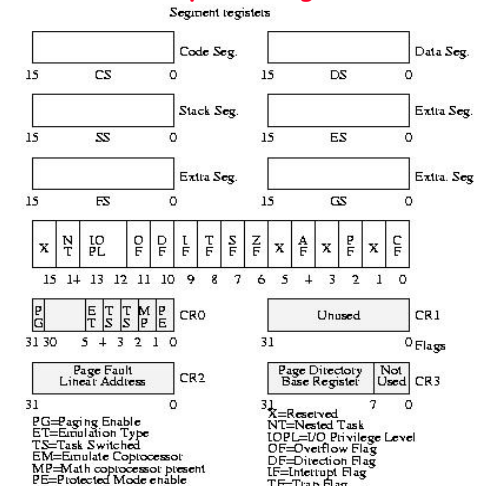 Segment registers
Code Seg. Data Seg.
15 CS 0 15 DS 0
Stack Seg. Extra Seg.
15 SS 0 15 ES 0
Extra Seg. Extra. Seg
15 FS 0 15 GS 0
X NT IOPL OF DF IF TF SF ZF X AF X PF X CF
15 14 13 12 11 10 9 8 7 6 5 4 3 2 1 0
PG ET TS TS MP PE CR0 Unused CR1
31 30 5 4 3 2 1 0 31 0 Flags
Page Fault Linear Address CR2 Page Directory Base Register Not Used CR3
31 0 31 7 0
PG=Paging Enable
ET=Emulation Type
TS=Task Switched
EM=Emulate Coprocessor
MP=Math coprocessor present
PE=Protected Mode enable
X=Reserved
NT=Nested Task
IOPL=I/O Privilege Level
OF=Overflow Flag
DF=Direction Flag
IF=Interrupt Flag
TF=Trap Flag